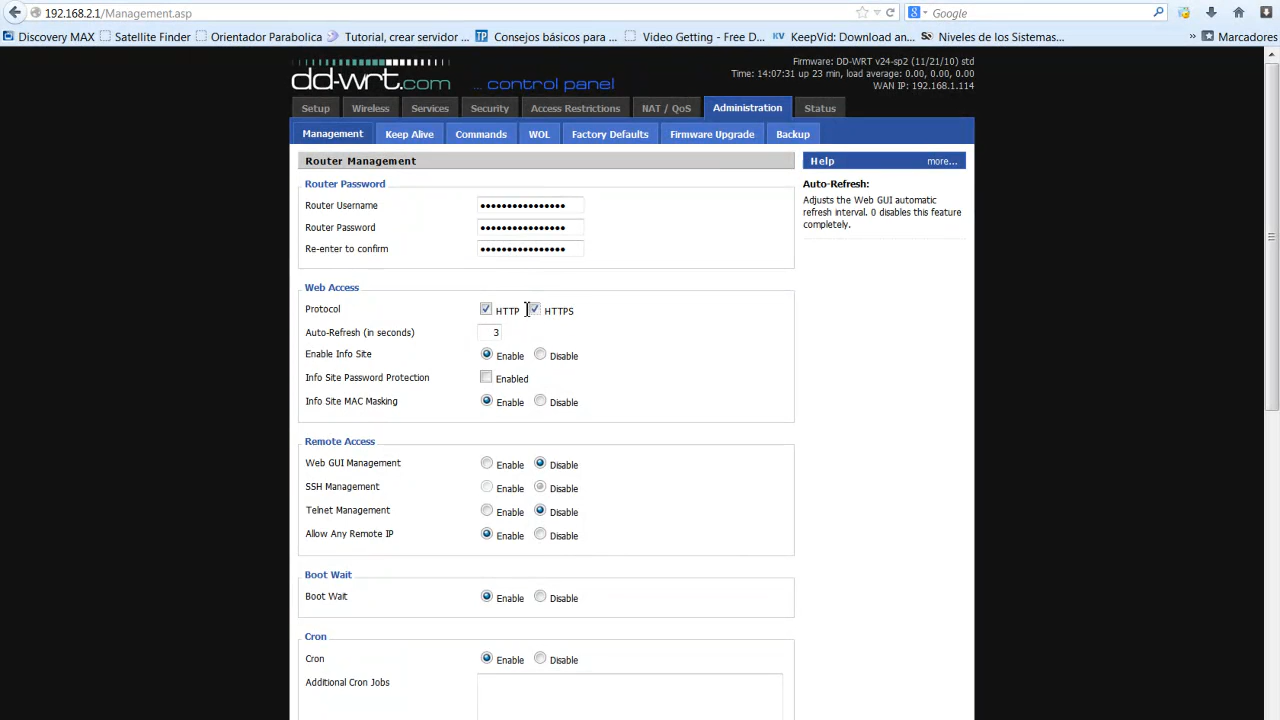 192.168.2.1/Management.asp
Google
Discovery MAX
Satellite Finder
Orientador Parabolica
Tutorial, crear servidor ...
TP Consejos básicos para ...
Video Getting - Free D...
KV KeepVid: Download an...
Niveles de los Sistemas...
» Marcadores
dd-wrt.com ... control panel
Firmware: DD-WRT v24-sp2 (11/21/10) std
Time: 14:07:31 up 23 min, load average: 0.00, 0.00, 0.00
WAN IP: 192.168.1.114
Setup Wireless Services Security Access Restrictions NAT / QoS Administration Status
Management Keep Alive Commands WOL Factory Defaults Firmware Upgrade Backup
Router Management
Router Password
Router Username ••••••••••••••••
Router Password ••••••••••••••••
Re-enter to confirm ••••••••••••••••
Web Access
Protocol HTTP HTTPS
Auto-Refresh (in seconds) 3
Enable Info Site Enable Disable
Info Site Password Protection Enabled
Info Site MAC Masking Enable Disable
Remote Access
Web GUI Management Enable Disable
SSH Management Enable Disable
Telnet Management Enable Disable
Allow Any Remote IP Enable Disable
Boot Wait
Boot Wait Enable Disable
Cron
Cron Enable Disable
Additional Cron Jobs
Help more...
Auto-Refresh:
Adjusts the Web GUI automatic
refresh interval. 0 disables this feature
completely.